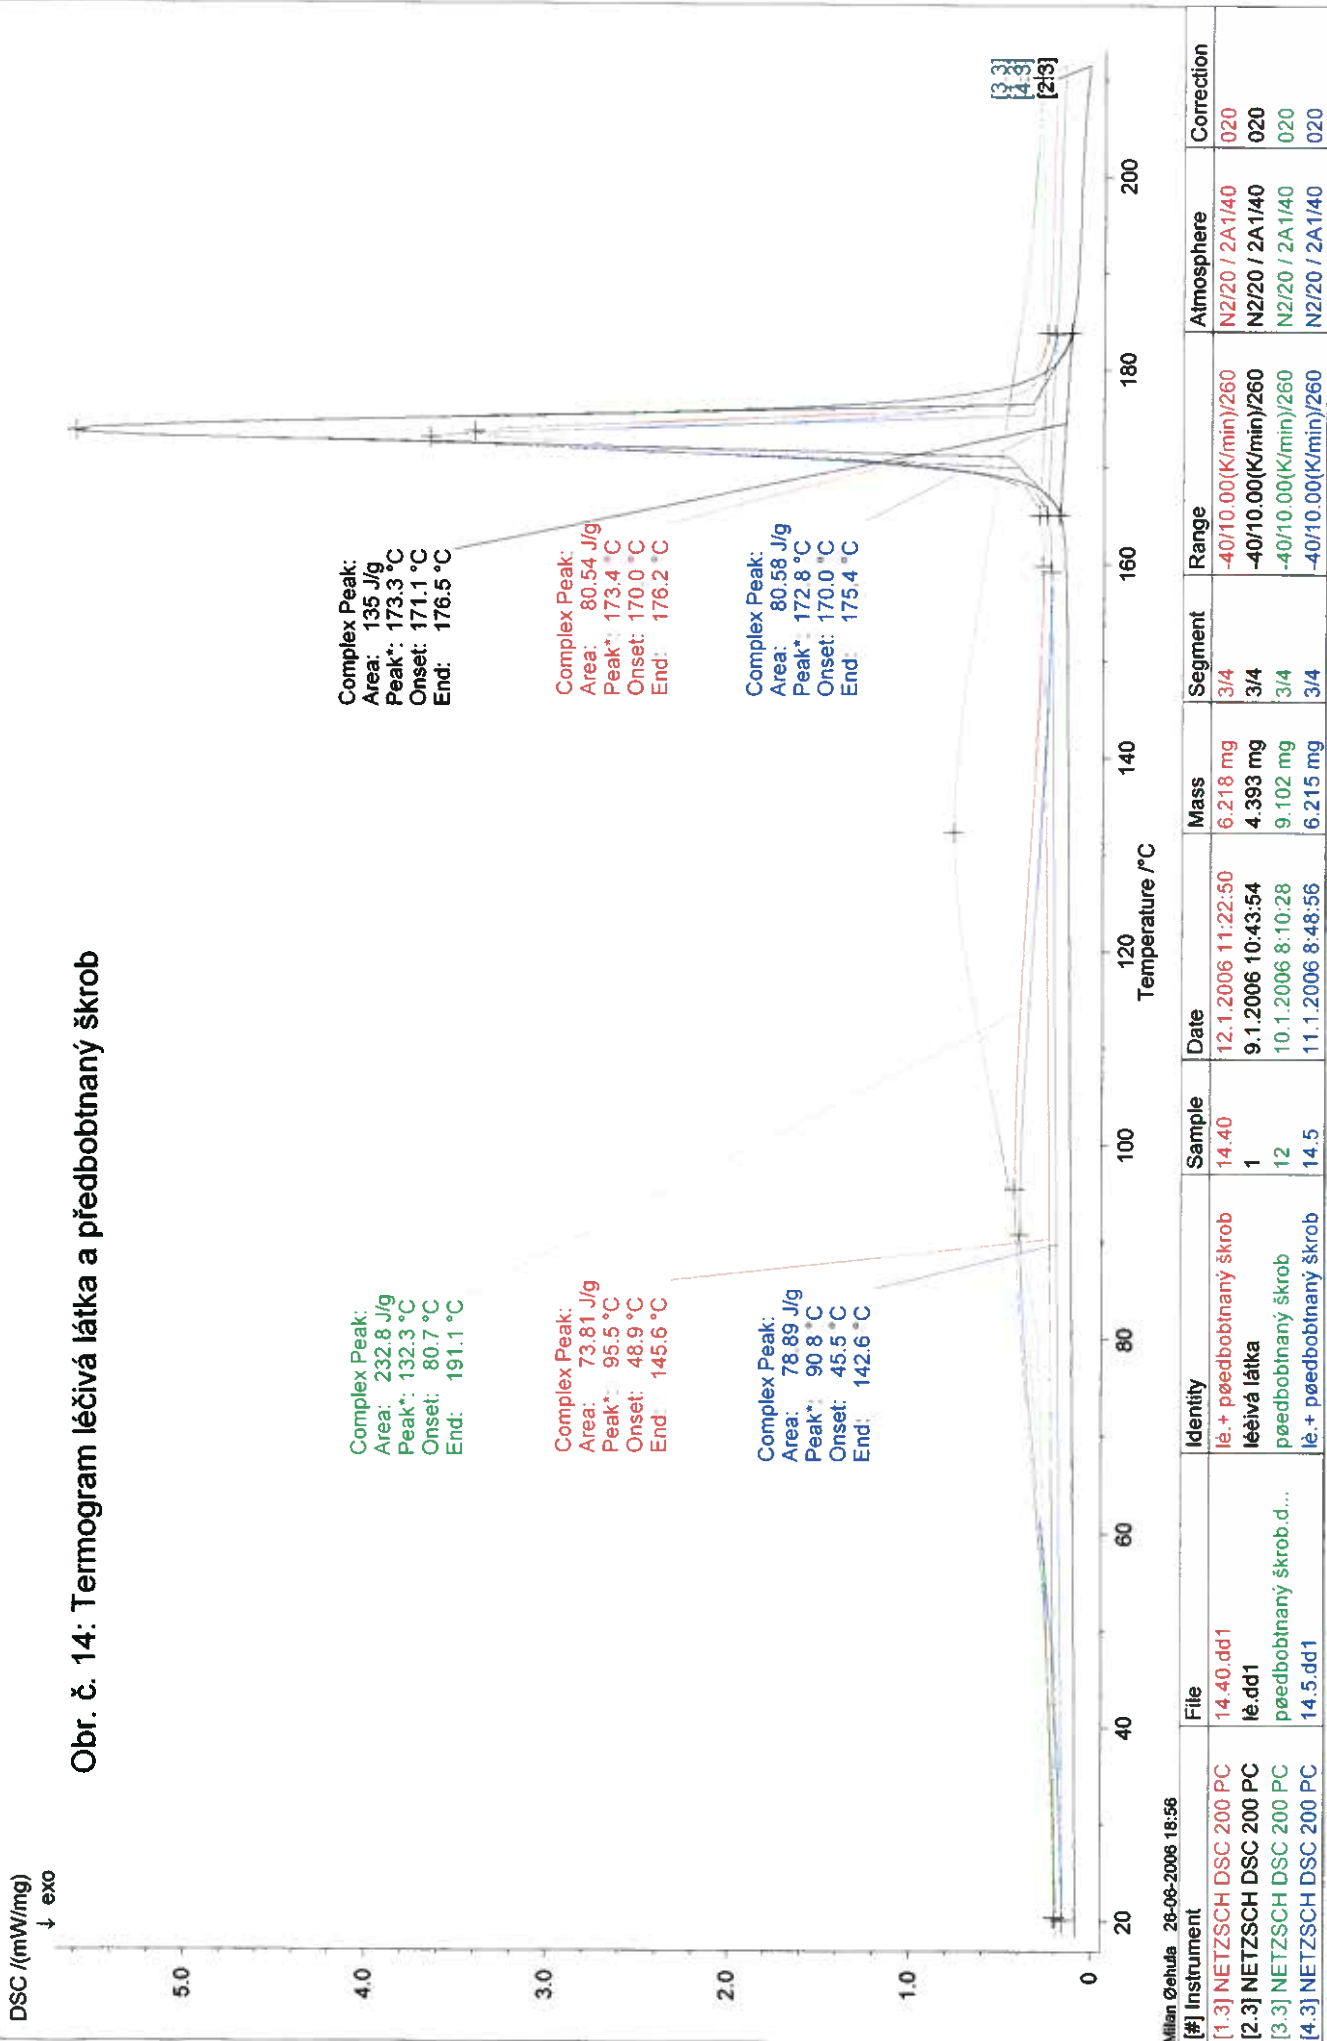 DSC /(mW/mg)
↓ exo
Obr. č. 14: Termogram léčivá látka a předbobtnaný škrob
5.0
4.0
3.0
2.0
1.0
0
Complex Peak:
Area: 232.8 J/g
Peak*: 132.3 °C
Onset: 80.7 °C
End: 191.1 °C
Complex Peak:
Area: 73.81 J/g
Peak*: 95.5 °C
Onset: 48.9 °C
End: 145.6 °C
Complex Peak:
Area: 78.89 J/g
Peak*: 90.8 °C
Onset: 45.5 °C
End: 142.6 °C
Complex Peak:
Area: 135 J/g
Peak*: 173.3 °C
Onset: 171.1 °C
End: 176.5 °C
Complex Peak:
Area: 80.54 J/g
Peak*: 173.4 °C
Onset: 170.0 °C
End: 176.2 °C
Complex Peak:
Area: 80.58 J/g
Peak*: 172.8 °C
Onset: 170.0 °C
End: 175.4 °C
[3.3]
[4.3]
[2.3]
20 40 60 80 100 120 140 160 180 200
Temperature /°C
Milan Øehula 26-06-2006 18:56
[#] Instrument File Identity Sample Date Mass Segment Range Atmosphere Correction
[1.3] NETZSCH DSC 200 PC 14.40.dd1 lè.+ pøedbobtnaný škrob 14.40 12.1.2006 11:22:50 6.218 mg 3/4 -40/10.00(K/min)/260 N2/20 / 2A1/40 020
[2.3] NETZSCH DSC 200 PC lè.dd1 léèivá látka 1 9.1.2006 10:43:54 4.393 mg 3/4 -40/10.00(K/min)/260 N2/20 / 2A1/40 020
[3.3] NETZSCH DSC 200 PC pøedbobtnaný škrob.d... pøedbobtnaný škrob 12 10.1.2006 8:10:28 9.102 mg 3/4 -40/10.00(K/min)/260 N2/20 / 2A1/40 020
[4.3] NETZSCH DSC 200 PC 14.5.dd1 lè.+ pøedbobtnaný škrob 14.5 11.1.2006 8:48:56 6.215 mg 3/4 -40/10.00(K/min)/260 N2/20 / 2A1/40 020